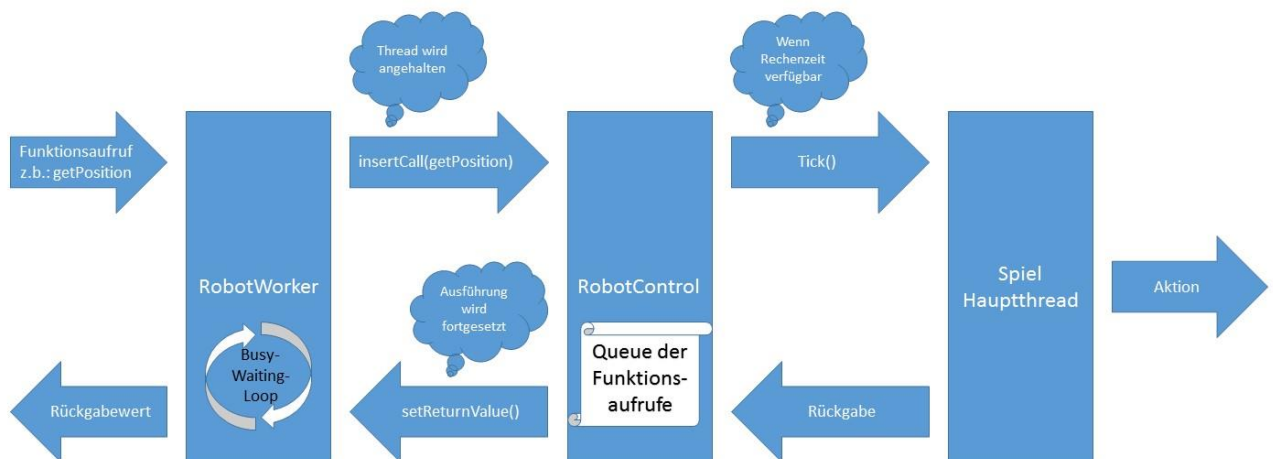 Thread wird
angehalten
Wenn
Rechenzeit
verfügbar
Funktionsaufruf
z.b.: getPosition
insertCall(getPosition)
Tick()
RobotWorker
Ausführung
wird
fortgesetzt
RobotControl
Spiel
Hauptthread
Aktion
Busy-
Waiting-
Loop
Queue der
Funktions-
aufrufe
Rückgabewert
setReturnValue()
Rückgabe